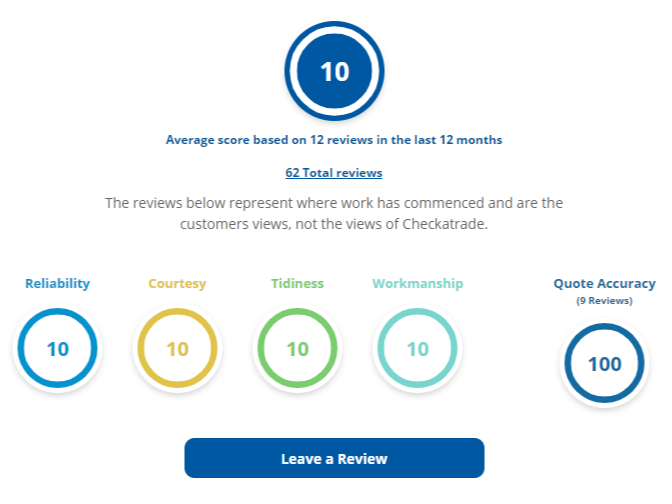 10
Average score based on 12 reviews in the last 12 months
62 Total reviews
The reviews below represent where work has commenced and are the
customers views, not the views of Checkatrade.
Reliability
10
Courtesy
10
Tidiness
10
Workmanship
10
Quote Accuracy
(9 Reviews)
100
Leave a Review